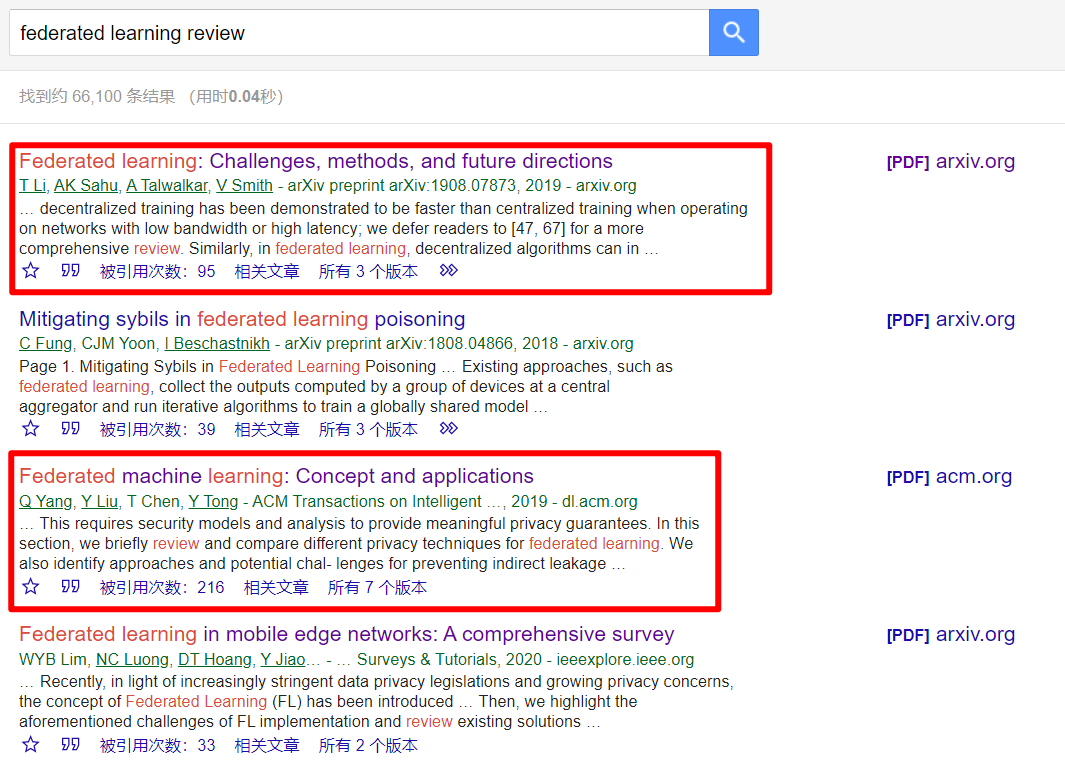 federated learning review
找到约 66,100 条结果 （用时0.04秒）
Federated learning: Challenges, methods, and future directions
[PDF] arxiv.org
T Li, AK Sahu, A Talwalkar, V Smith - arXiv preprint arXiv:1908.07873, 2019 - arxiv.org
… decentralized training has been demonstrated to be faster than centralized training when operating
on networks with low bandwidth or high latency; we defer readers to [47, 67] for a more
comprehensive review. Similarly, in federated learning, decentralized algorithms can in …
被引用次数：95 相关文章 所有 3 个版本
Mitigating sybils in federated learning poisoning
[PDF] arxiv.org
C Fung, CJM Yoon, I Beschastnikh - arXiv preprint arXiv:1808.04866, 2018 - arxiv.org
Page 1. Mitigating Sybils in Federated Learning Poisoning … Existing approaches, such as
federated learning, collect the outputs computed by a group of devices at a central
aggregator and run iterative algorithms to train a globally shared model …
被引用次数：39 相关文章 所有 3 个版本
Federated machine learning: Concept and applications
[PDF] acm.org
Q Yang, Y Liu, T Chen, Y Tong - ACM Transactions on Intelligent …, 2019 - dl.acm.org
… This requires security models and analysis to provide meaningful privacy guarantees. In this
section, we briefly review and compare different privacy techniques for federated learning. We
also identify approaches and potential chal- lenges for preventing indirect leakage …
被引用次数：216 相关文章 所有 7 个版本
Federated learning in mobile edge networks: A comprehensive survey
[PDF] arxiv.org
WYB Lim, NC Luong, DT Hoang, Y Jiao… - … Surveys & Tutorials, 2020 - ieeexplore.ieee.org
… Recently, in light of increasingly stringent data privacy legislations and growing privacy concerns,
the concept of Federated Learning (FL) has been introduced … Then, we highlight the
aforementioned challenges of FL implementation and review existing solutions …
被引用次数：33 相关文章 所有 2 个版本